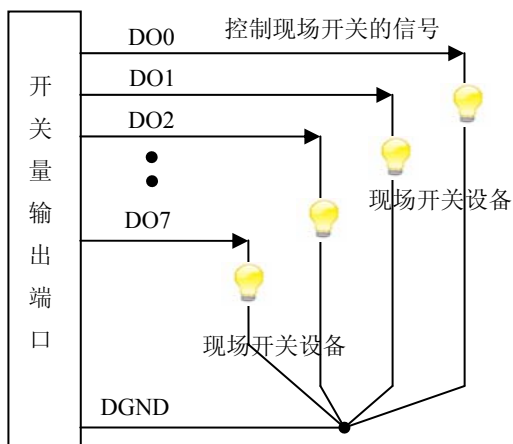 DO0 控制现场开关的信号
DO1
DO2
DO7
DGND
开
关
量
输
出
端
口
现场开关设备
现场开关设备